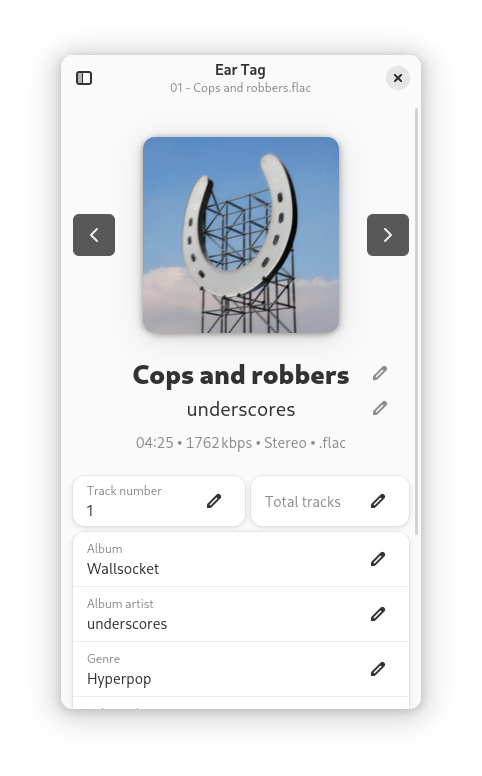 Ear Tag
01 - Cops and robbers.flac
Cops and robbers
underscores
04:25 • 1762 kbps • Stereo • .flac
Track number
1
Total tracks
Album
Wallsocket
Album artist
underscores
Genre
Hyperpop